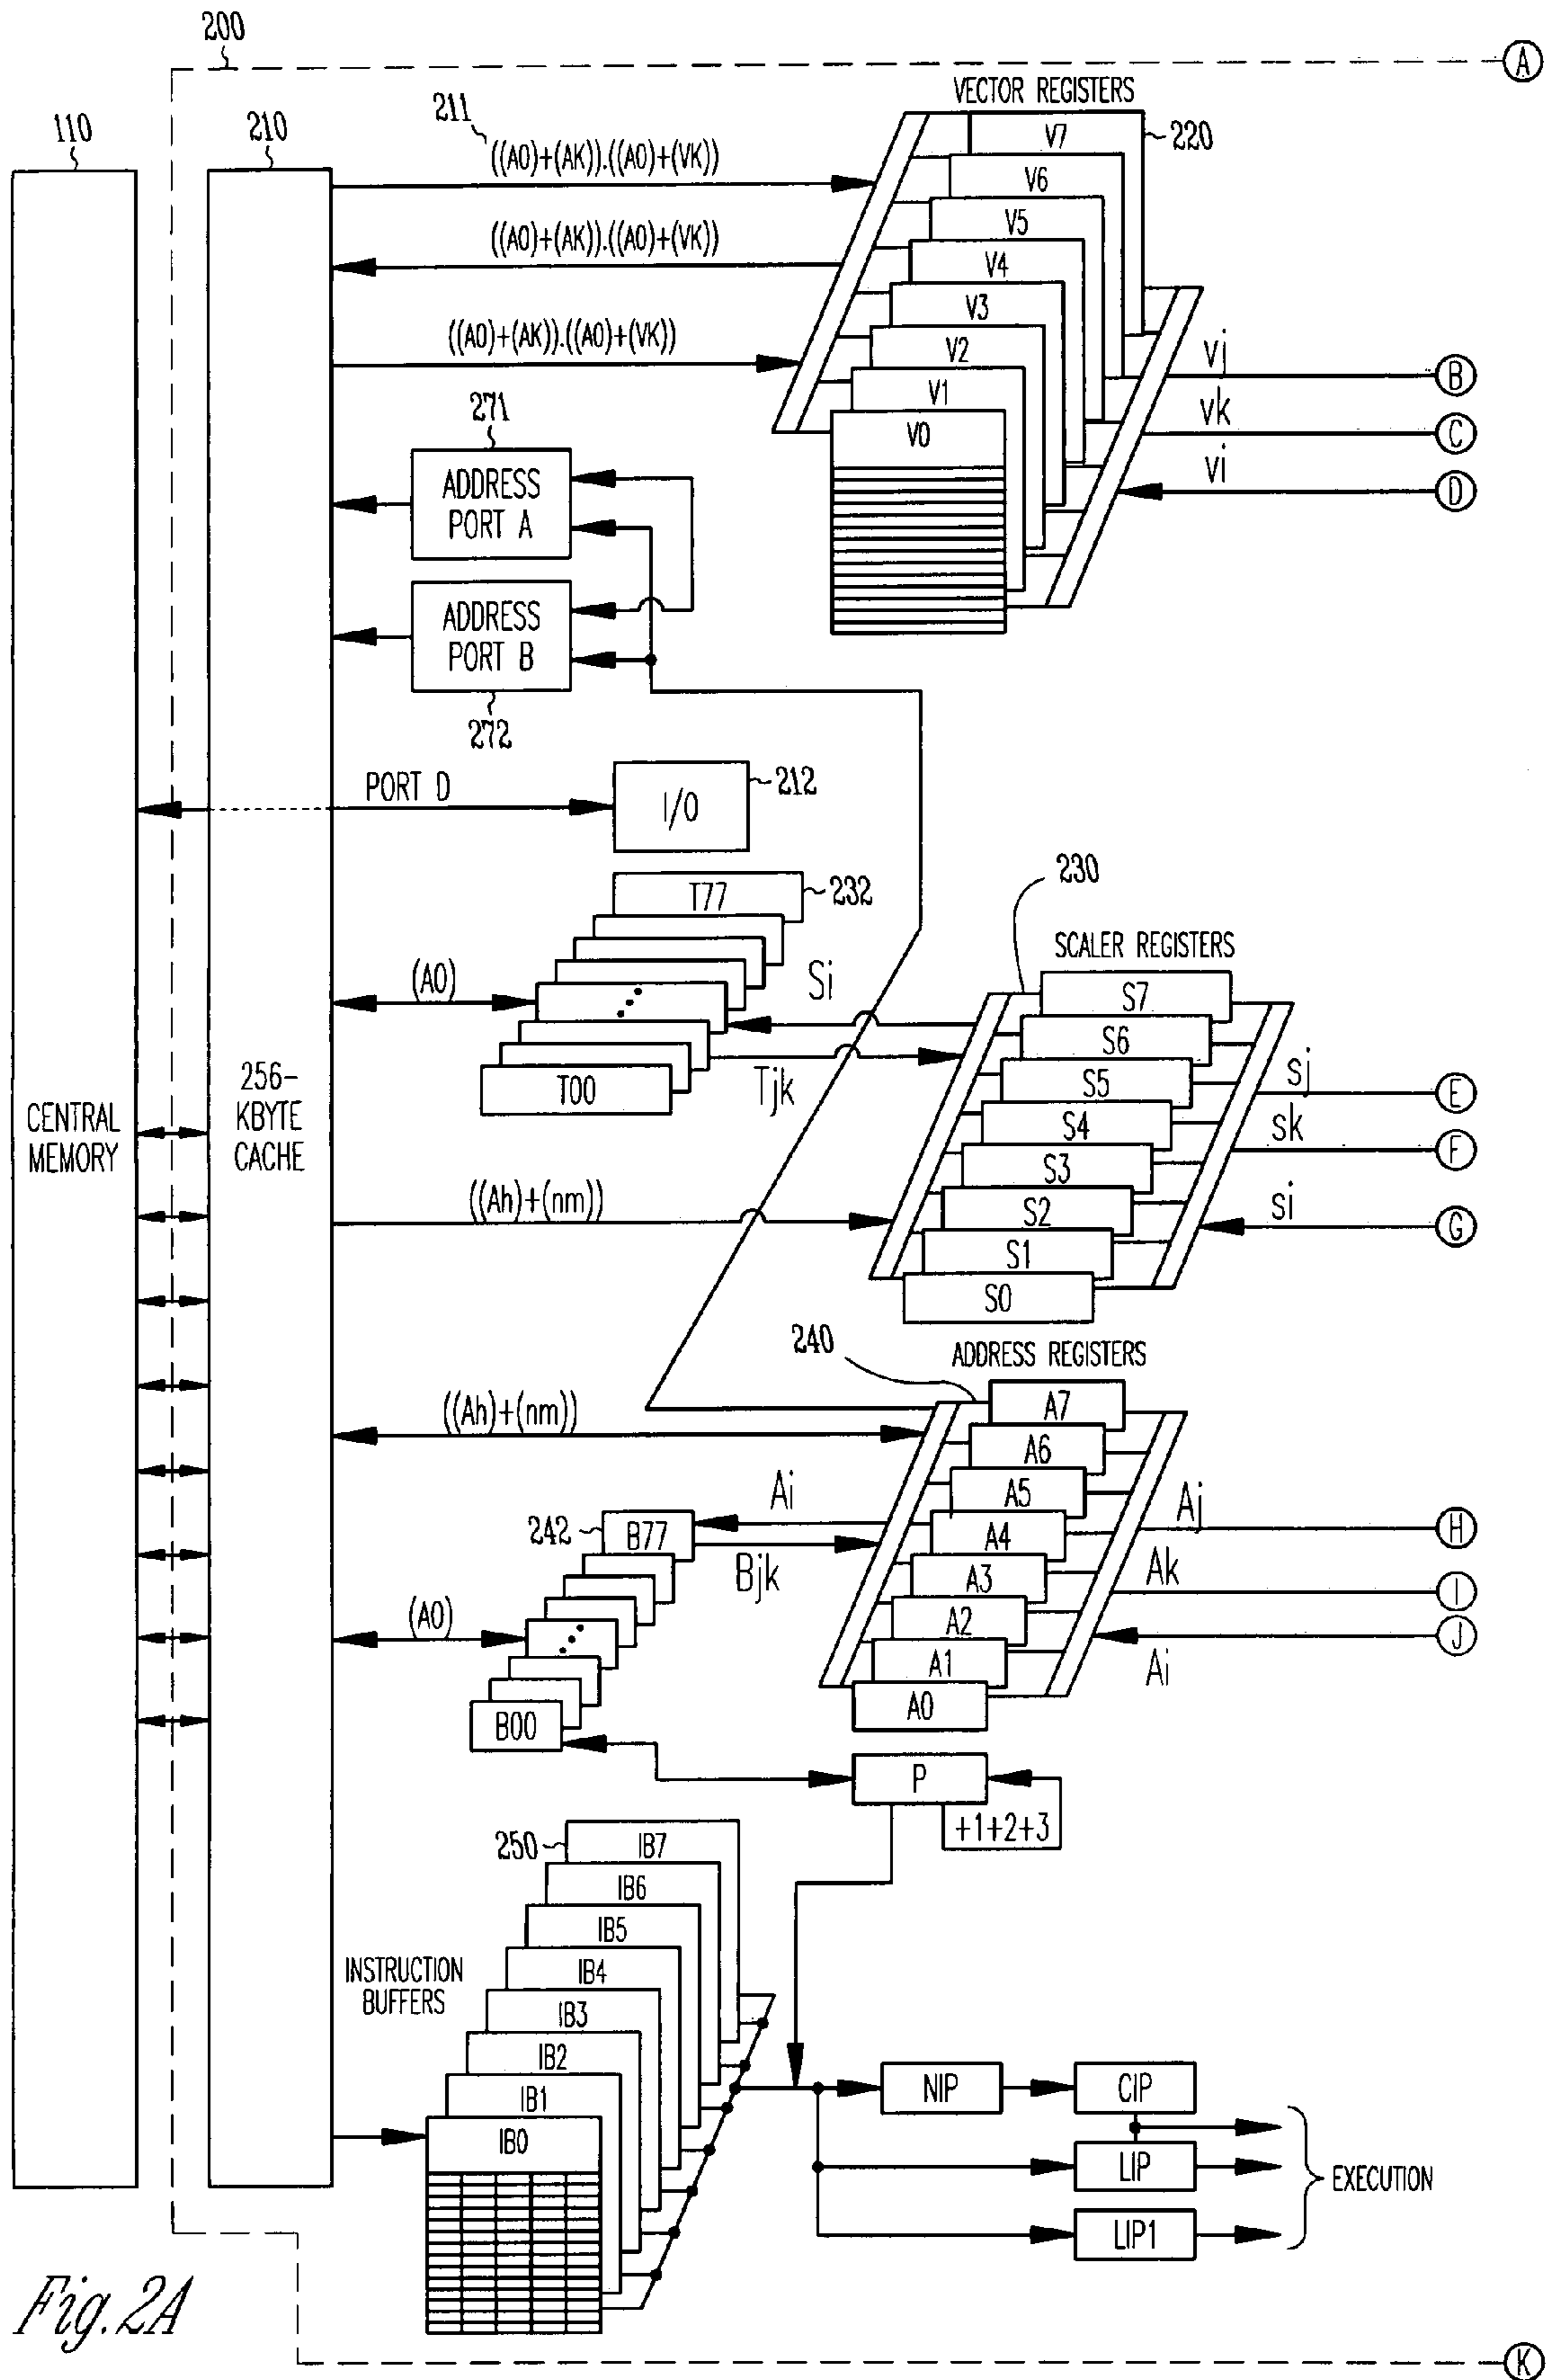 200
A
VECTOR REGISTERS
110
210
211
((A0)+(AK)).((A0)+(VK))
V7
220
V6
((A0)+(AK)).((A0)+(VK))
V5
V4
V3
((A0)+(AK)).((A0)+(VK))
V2
V1
V0
vj
B
vk
C
vi
D
271
ADDRESS
PORT A
ADDRESS
PORT B
272
PORT D
I/O
212
T77
232
(A0)
T00
Si
Tjk
230
SCALER REGISTERS
S7
S6
S5
S4
S3
S2
S1
S0
sj
E
sk
F
si
G
CENTRAL
MEMORY
256-
KBYTE
CACHE
((Ah)+(nm))
240
ADDRESS REGISTERS
((Ah)+(nm))
A7
A6
A5
A4
A3
A2
A1
A0
Ai
Bjk
242
B77
(A0)
B00
Aj
H
Ak
I
J
Ai
P
+1+2+3
250
IB7
IB6
IB5
IB4
IB3
IB2
IB1
IB0
INSTRUCTION
BUFFERS
NIP
CIP
LIP
LIP1
EXECUTION
Fig. 2A
K